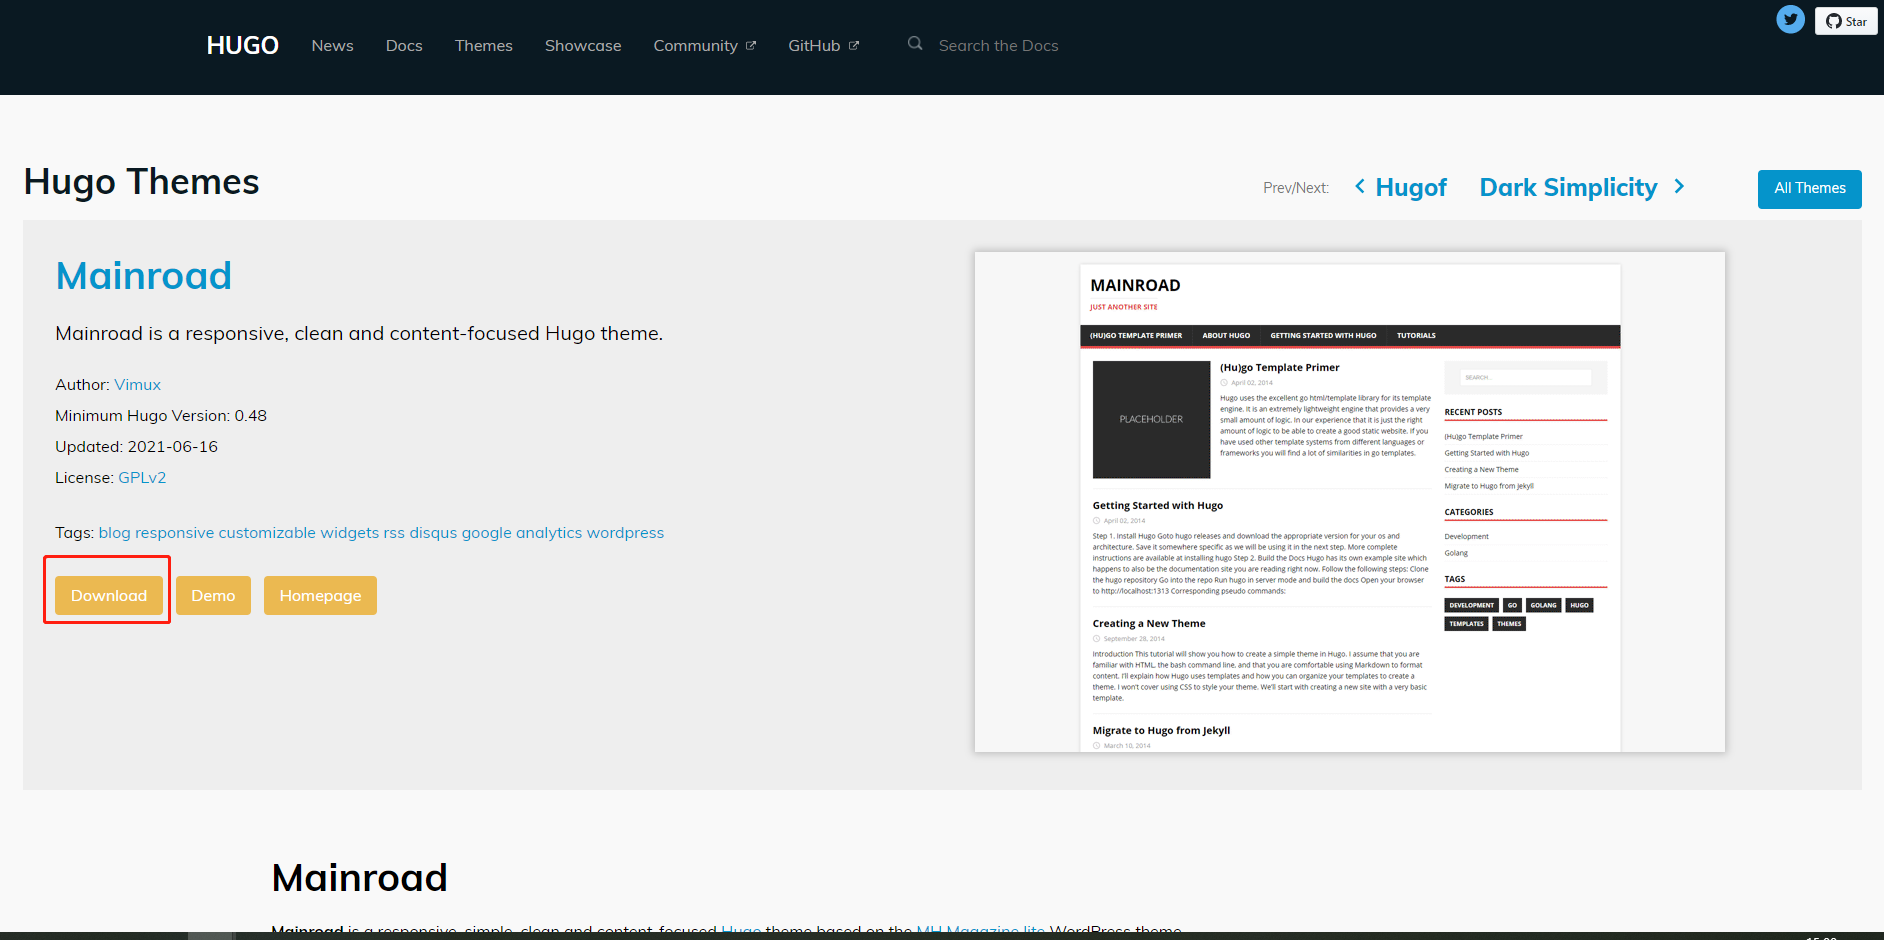 HUGO News Docs Themes Showcase Community GitHub Search the Docs
Star
Hugo Themes
Prev/Next: Hugof Dark Simplicity
All Themes
Mainroad
Mainroad is a responsive, clean and content-focused Hugo theme.
Author: Vimux
Minimum Hugo Version: 0.48
Updated: 2021-06-16
License: GPLv2
Tags: blog responsive customizable widgets rss disqus google analytics wordpress
Download Demo Homepage
MAINROAD
JUST ANOTHER SITE
(HU)GO TEMPLATE PRIMER ABOUT HUGO GETTING STARTED WITH HUGO TUTORIALS
PLACEHOLDER
(Hu)go Template Primer
April 02, 2014
Hugo uses the excellent go html/template library for its template
engine. It is an extremely lightweight engine that provides a very
small amount of logic. In our experience that it is just the right
amount of logic to be able to create a good static website. If you
have used other template systems from different languages or
frameworks you will find a lot of similarities in go templates.
Getting Started with Hugo
April 02, 2014
Step 1. Install Hugo Goto hugo releases and download the appropriate version for your os and
architecture. Save it somewhere specific as we will be using it in the next step. More complete
instructions are available at installing hugo Step 2. Build the Docs Hugo has its own example site which
happens to also be the documentation site you are reading right now. Follow the following steps: Clone
the hugo repository Go into the repo Run hugo in server mode and build the docs Open your browser
to http://localhost:1313 Corresponding pseudo commands:
Creating a New Theme
September 28, 2014
Introduction This tutorial will show you how to create a simple theme in Hugo. I assume that you are
familiar with HTML, the bash command line, and that you are comfortable using Markdown to format
content. I'll explain how Hugo uses templates and how you can organize your templates to create a
theme. I won't cover using CSS to style your theme. We'll start with creating a new site with a very basic
template.
Migrate to Hugo from Jekyll
March 10, 2014
SEARCH...
RECENT POSTS
(Hu)go Template Primer
Getting Started with Hugo
Creating a New Theme
Migrate to Hugo from Jekyll
CATEGORIES
Development
Golang
TAGS
DEVELOPMENT GO GOLANG HUGO
TEMPLATES THEMES
Mainroad
Mainroad is a responsive, simple, clean and content-focused Hugo theme based on the MH Magazine lite WordPress theme